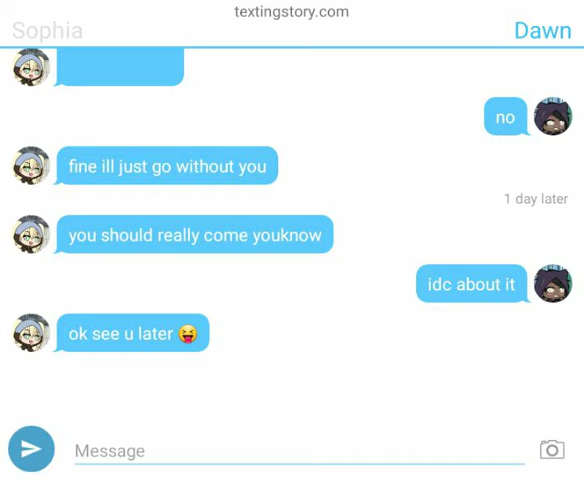 textingstory.com
Sophia
Dawn
no
fine ill just go without you
1 day later
you should really come youknow
idc about it
ok see u later 😝
Message